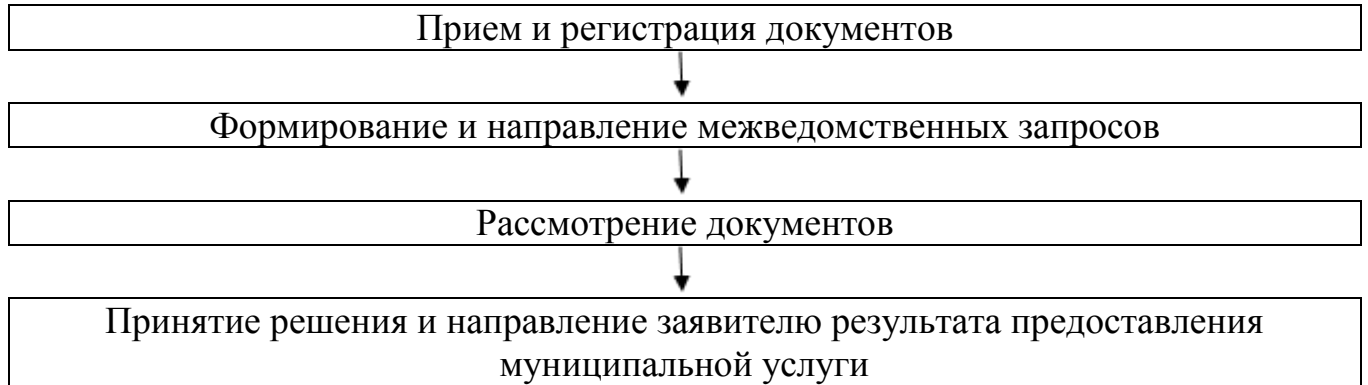 Прием и регистрация документов
Формирование и направление межведомственных запросов
Рассмотрение документов
Принятие решения и направление заявителю результата предоставления
муниципальной услуги